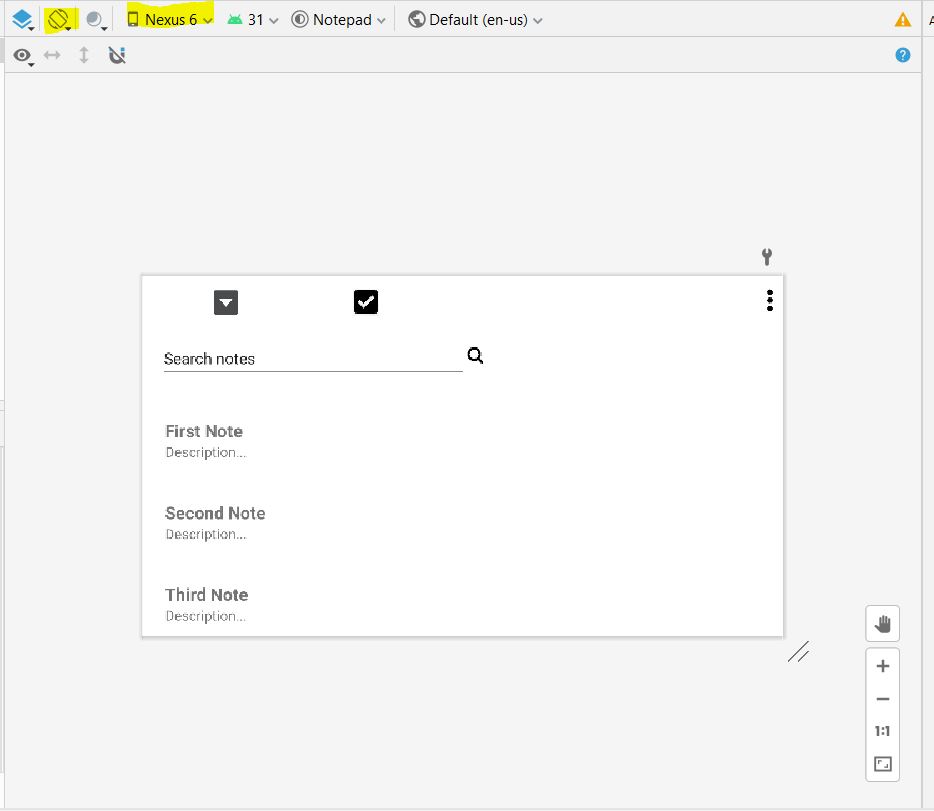 Nexus 6 31 Notepad Default (en-us)
Search notes
First Note
Description...
Second Note
Description...
Third Note
Description...
1:1